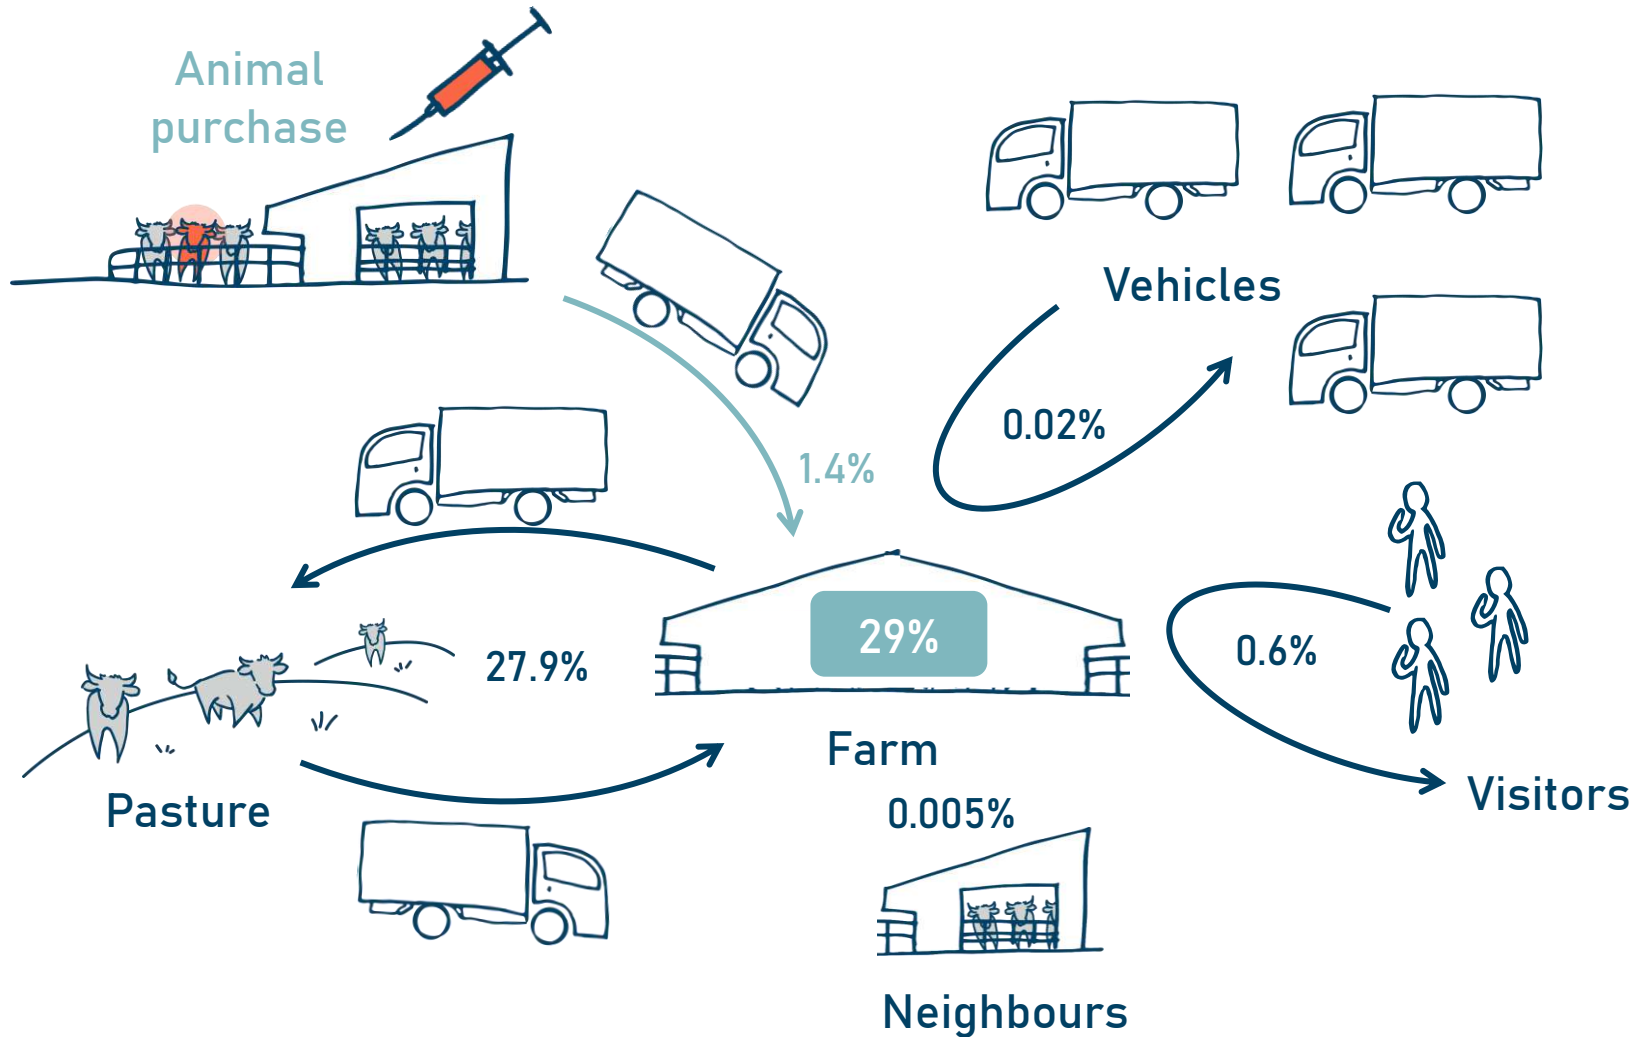 Animal
purchase
Vehicles
0.02%
1.4%
29%
27.9%
0.6%
Farm
Pasture
Visitors
0.005%
Neighbours